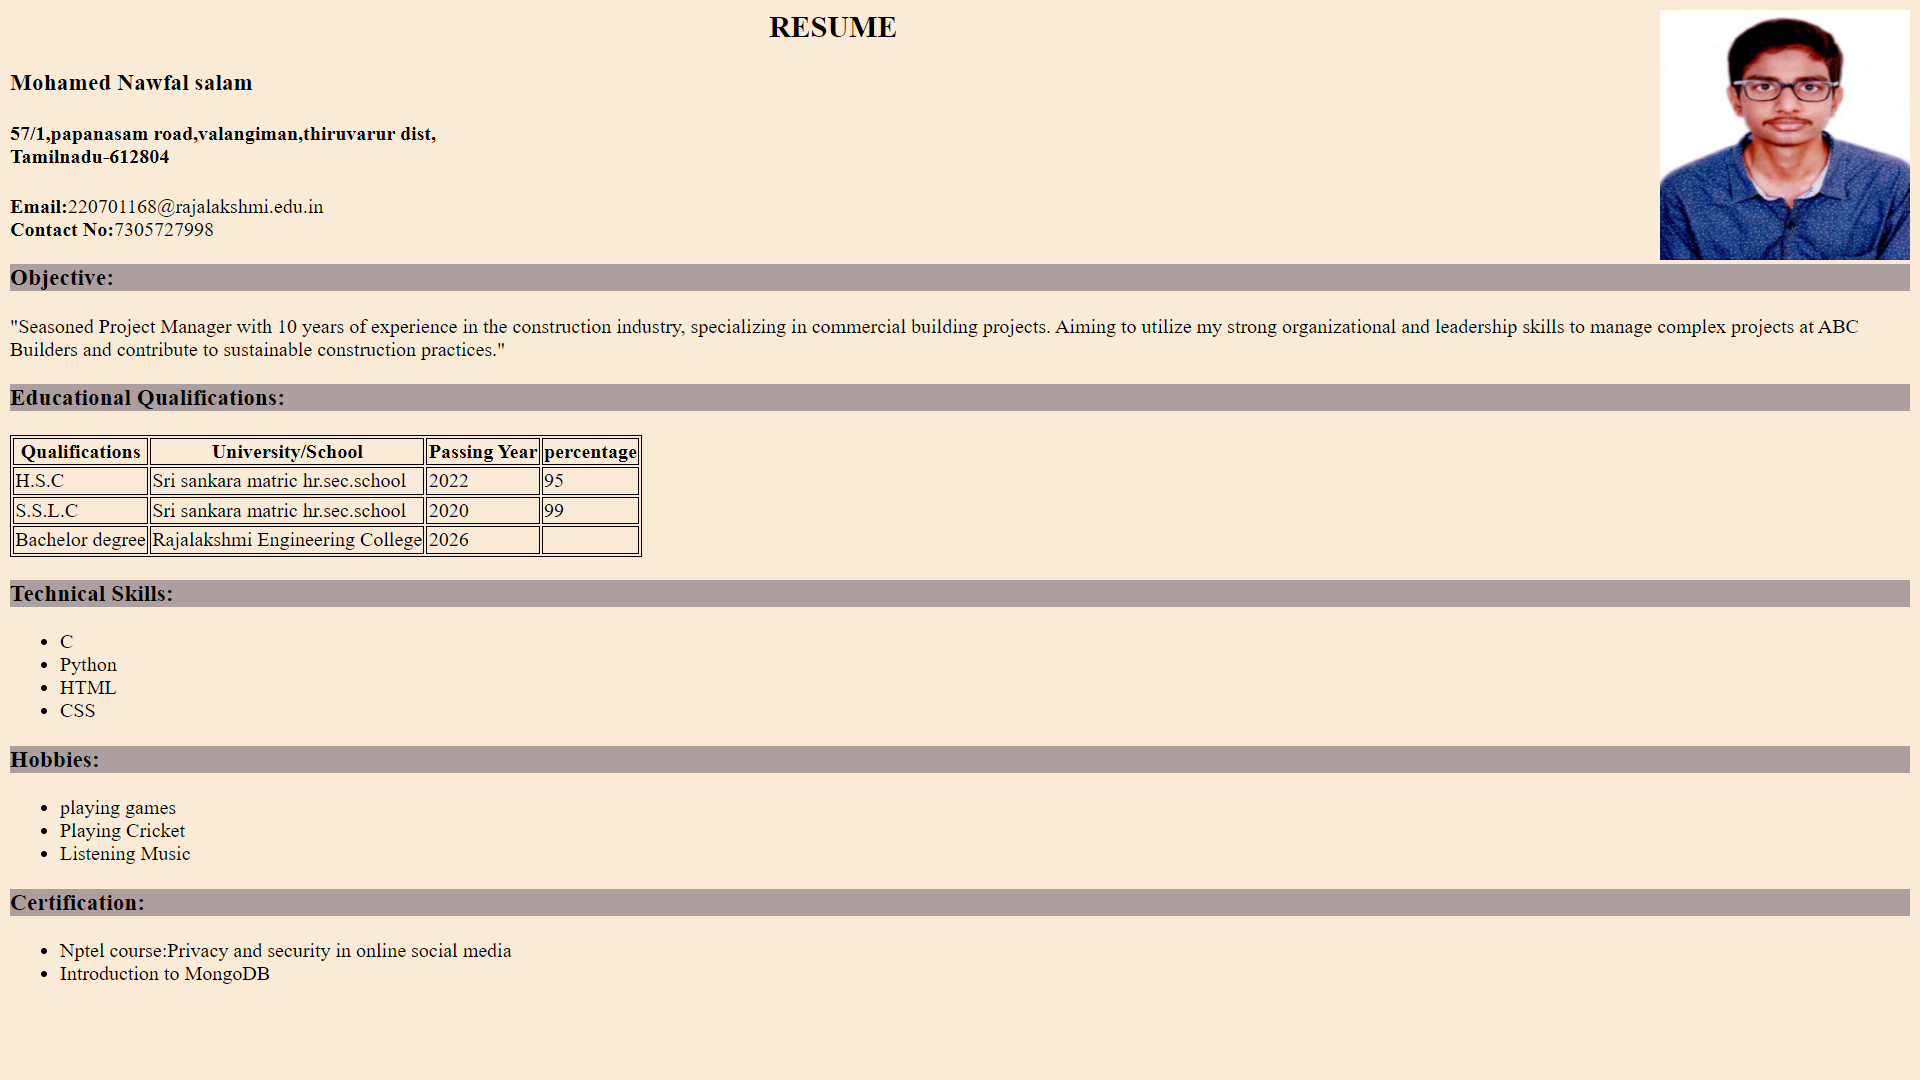 RESUME
Mohamed Nawfal salam
57/1,papanasam road,valangiman,thiruvarur dist,
Tamilnadu-612804
Email:220701168@rajalakshmi.edu.in
Contact No:7305727998
Objective:
"Seasoned Project Manager with 10 years of experience in the construction industry, specializing in commercial building projects. Aiming to utilize my strong organizational and leadership skills to manage complex projects at ABC
Builders and contribute to sustainable construction practices."
Educational Qualifications:
Qualifications University/School Passing Year percentage
H.S.C Sri sankara matric hr.sec.school 2022 95
S.S.L.C Sri sankara matric hr.sec.school 2020 99
Bachelor degree Rajalakshmi Engineering College 2026
Technical Skills:
• C
• Python
• HTML
• CSS
Hobbies:
• playing games
• Playing Cricket
• Listening Music
Certification:
• Nptel course:Privacy and security in online social media
• Introduction to MongoDB